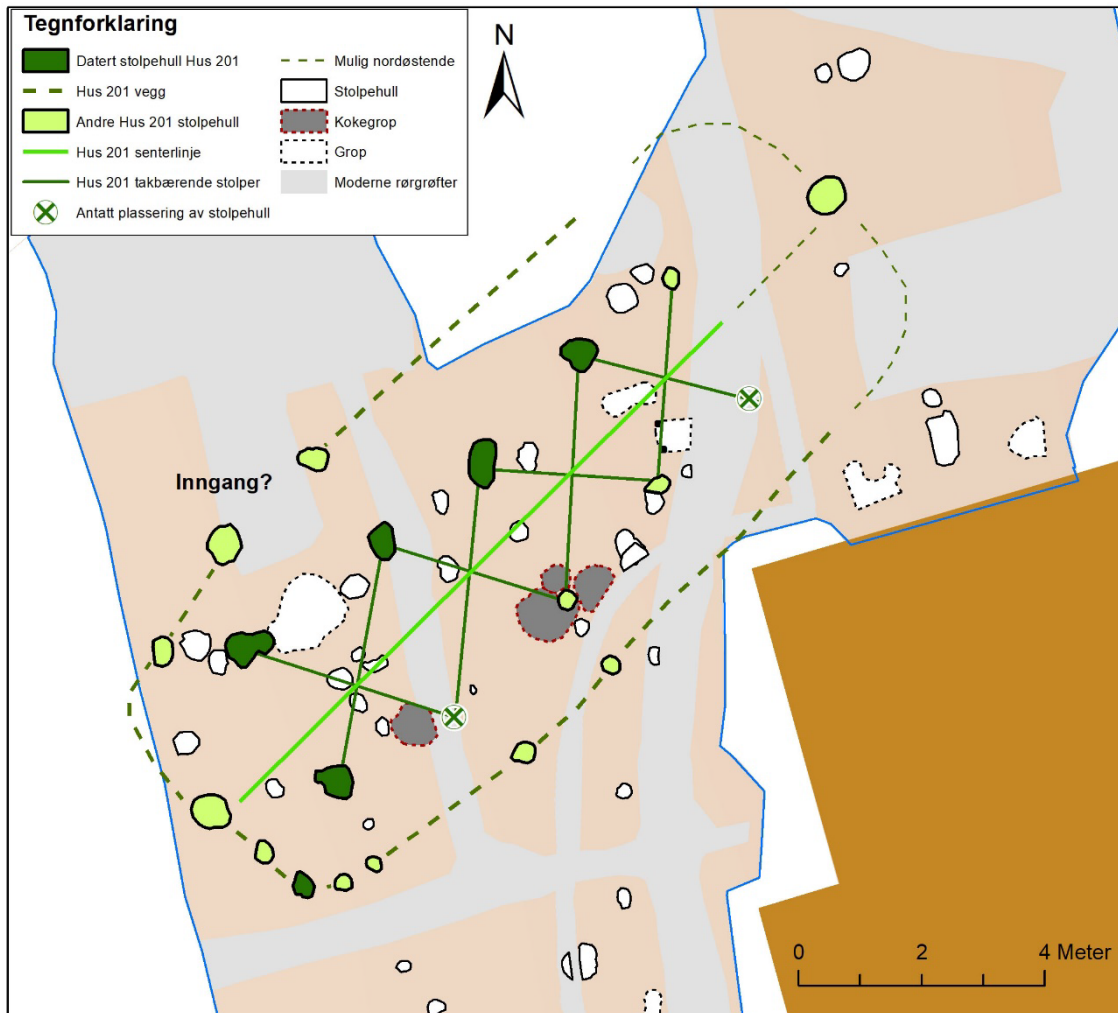 Tegnforklaring
Datert stolpehull Hus 201
Hus 201 vegg
Andre Hus 201 stolpehull
Hus 201 senterlinje
Hus 201 takbærende stolper
Antatt plassering av stolpehull
Mulig nordøstende
Stolpehull
Kokegrop
Grop
Moderne rørgrøfter
N
Inngang?
0 2 4 Meter